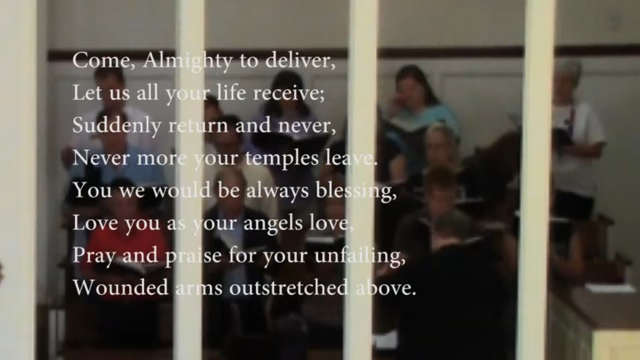 Come, Almighty to deliver,
Let us all your life receive;
Suddenly return and never,
Never more your temples leave.
You we would be always blessing,
Love you as your angels love,
Pray and praise for your unfailing,
Wounded arms outstretched above.